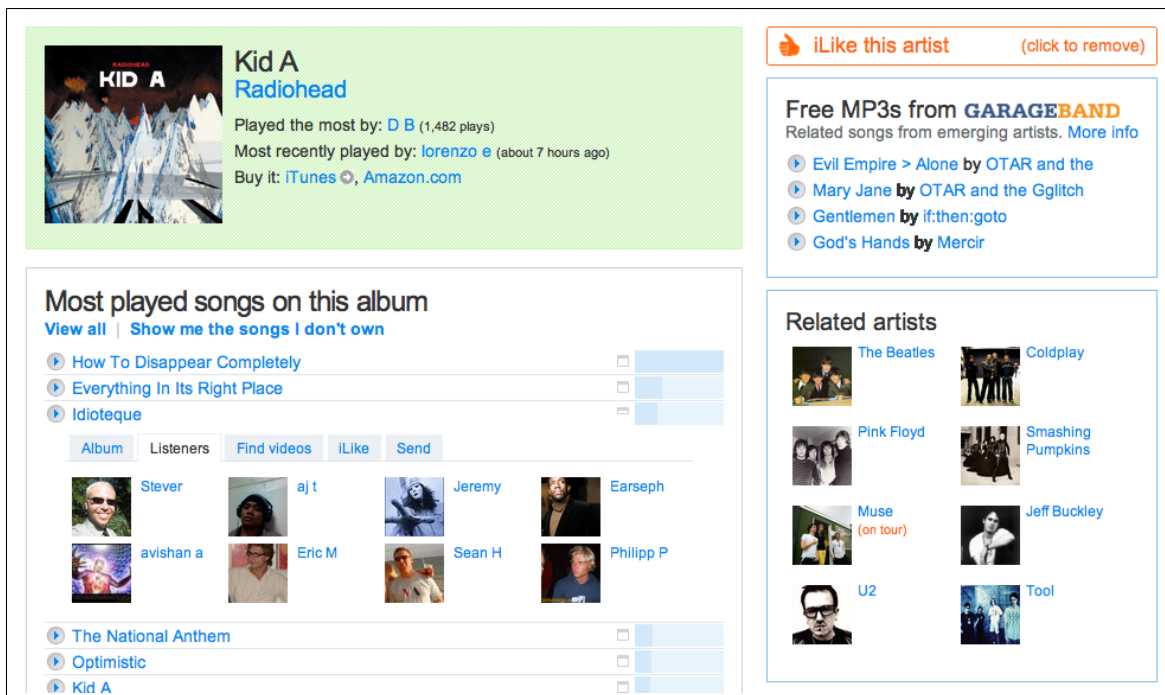 RADIOHEAD
KID A
Kid A
Radiohead
Played the most by: D B (1,482 plays)
Most recently played by: lorenzo e (about 7 hours ago)
Buy it: iTunes, Amazon.com
Most played songs on this album
View all | Show me the songs I don't own
How To Disappear Completely
Everything In Its Right Place
Idioteque
Album Listeners Find videos iLike Send
Stever aj t Jeremy Earseph
avishan a Eric M Sean H Philipp P
The National Anthem
Optimistic
Kid A
iLike this artist (click to remove)
Free MP3s from GARAGEBAND
Related songs from emerging artists. More info
Evil Empire > Alone by OTAR and the
Mary Jane by OTAR and the Gglitch
Gentlemen by if:then:goto
God's Hands by Mercir
Related artists
The Beatles Coldplay
Pink Floyd Smashing
Pumpkins
Muse Jeff Buckley
(on tour)
U2 Tool